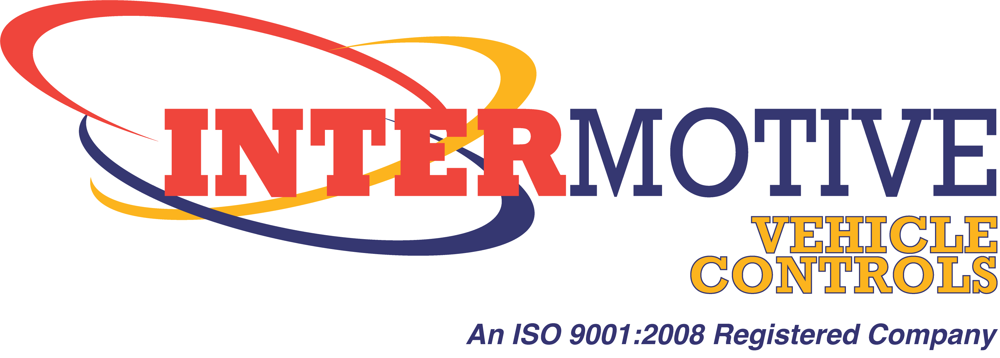 INTERMOTIVE
VEHICLE
CONTROLS
An ISO 9001:2008 Registered Company